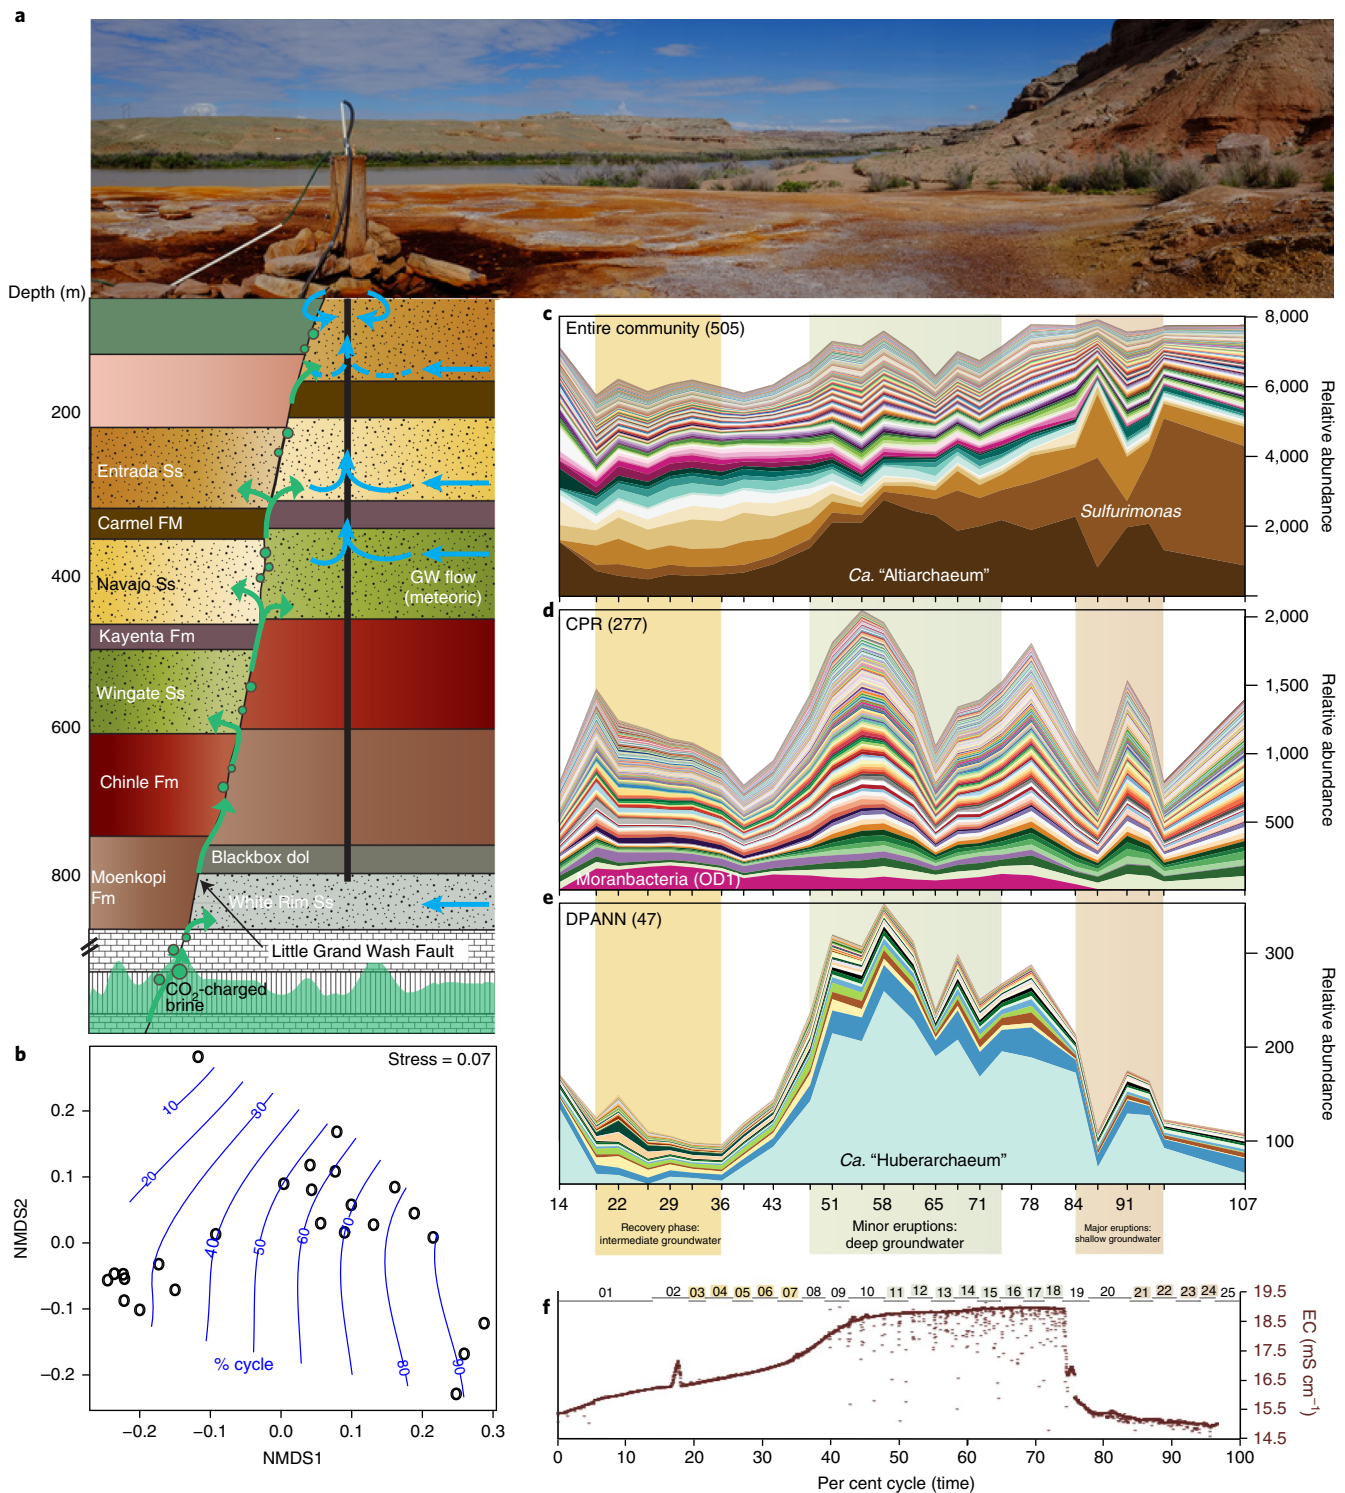 a
Depth (m)
200
400
600
800
Entrada Ss
Carmel FM
Navajo Ss
Kayenta Fm
Wingate Ss
Chinle Fm
Moenkopi
Fm
GW flow
(meteoric)
Blackbox dol
White Rim Ss
Little Grand Wash Fault
CO2-charged
brine
b
Stress = 0.07
NMDS2
0.2
0.1
0.0
−0.1
−0.2
10
20
30
40
50
60
70
80
90
% cycle
−0.2 −0.1 0.0 0.1 0.2 0.3
NMDS1
c
Entire community (505)
8,000
6,000
4,000
2,000
Relative abundance
Sulfurimonas
Ca. “Altiarchaeum”
d
CPR (277)
2,000
1,500
1,000
500
Relative abundance
Moranbacteria (OD1)
e
DPANN (47)
300
200
100
Relative abundance
Ca. “Huberarchaeum”
14 22 29 36 43 51 58 65 71 78 84 91 107
Recovery phase:
intermediate groundwater
Minor eruptions:
deep groundwater
Major eruptions:
shallow groundwater
f
01 02 03 04 05 06 07 08 09 10 11 12 13 14 15 16 17 18 19 20 21 22 23 24 25
19.5
18.5
17.5
16.5
15.5
14.5
EC (mS cm−1)
0 10 20 30 40 50 60 70 80 90 100
Per cent cycle (time)